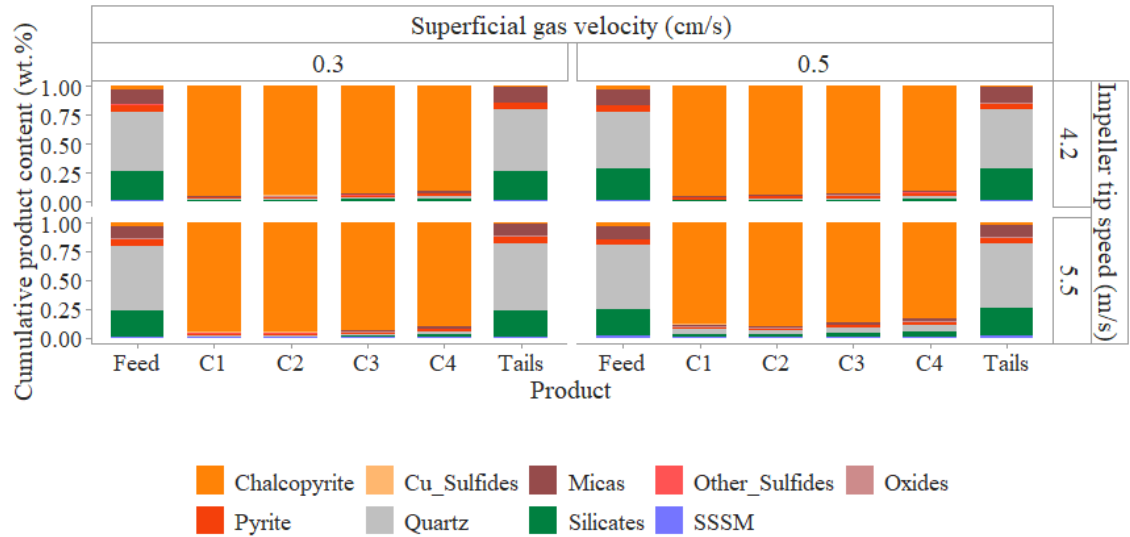 Superficial gas velocity (cm/s)
0.3 0.5
Cumulative product content (wt.%)
1.00
0.75
0.50
0.25
0.00
1.00
0.75
0.50
0.25
0.00
4.2
5.5
Impeller tip speed (m/s)
Feed C1 C2 C3 C4 Tails Feed C1 C2 C3 C4 Tails
Product
Chalcopyrite Cu_Sulfides Micas Other_Sulfides Oxides
Pyrite Quartz Silicates SSSM